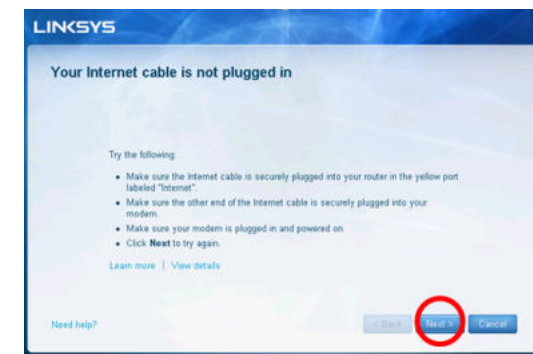 LINKSYS
Your Internet cable is not plugged in
Try the following:
• Make sure the Internet cable is securely plugged into your router in the yellow port
labeled "Internet".
• Make sure the other end of the Internet cable is securely plugged into your
modem.
• Make sure your modem is plugged in and powered on.
• Click Next to try again.
Learn more | View details
Need help? < Back Next > Cancel